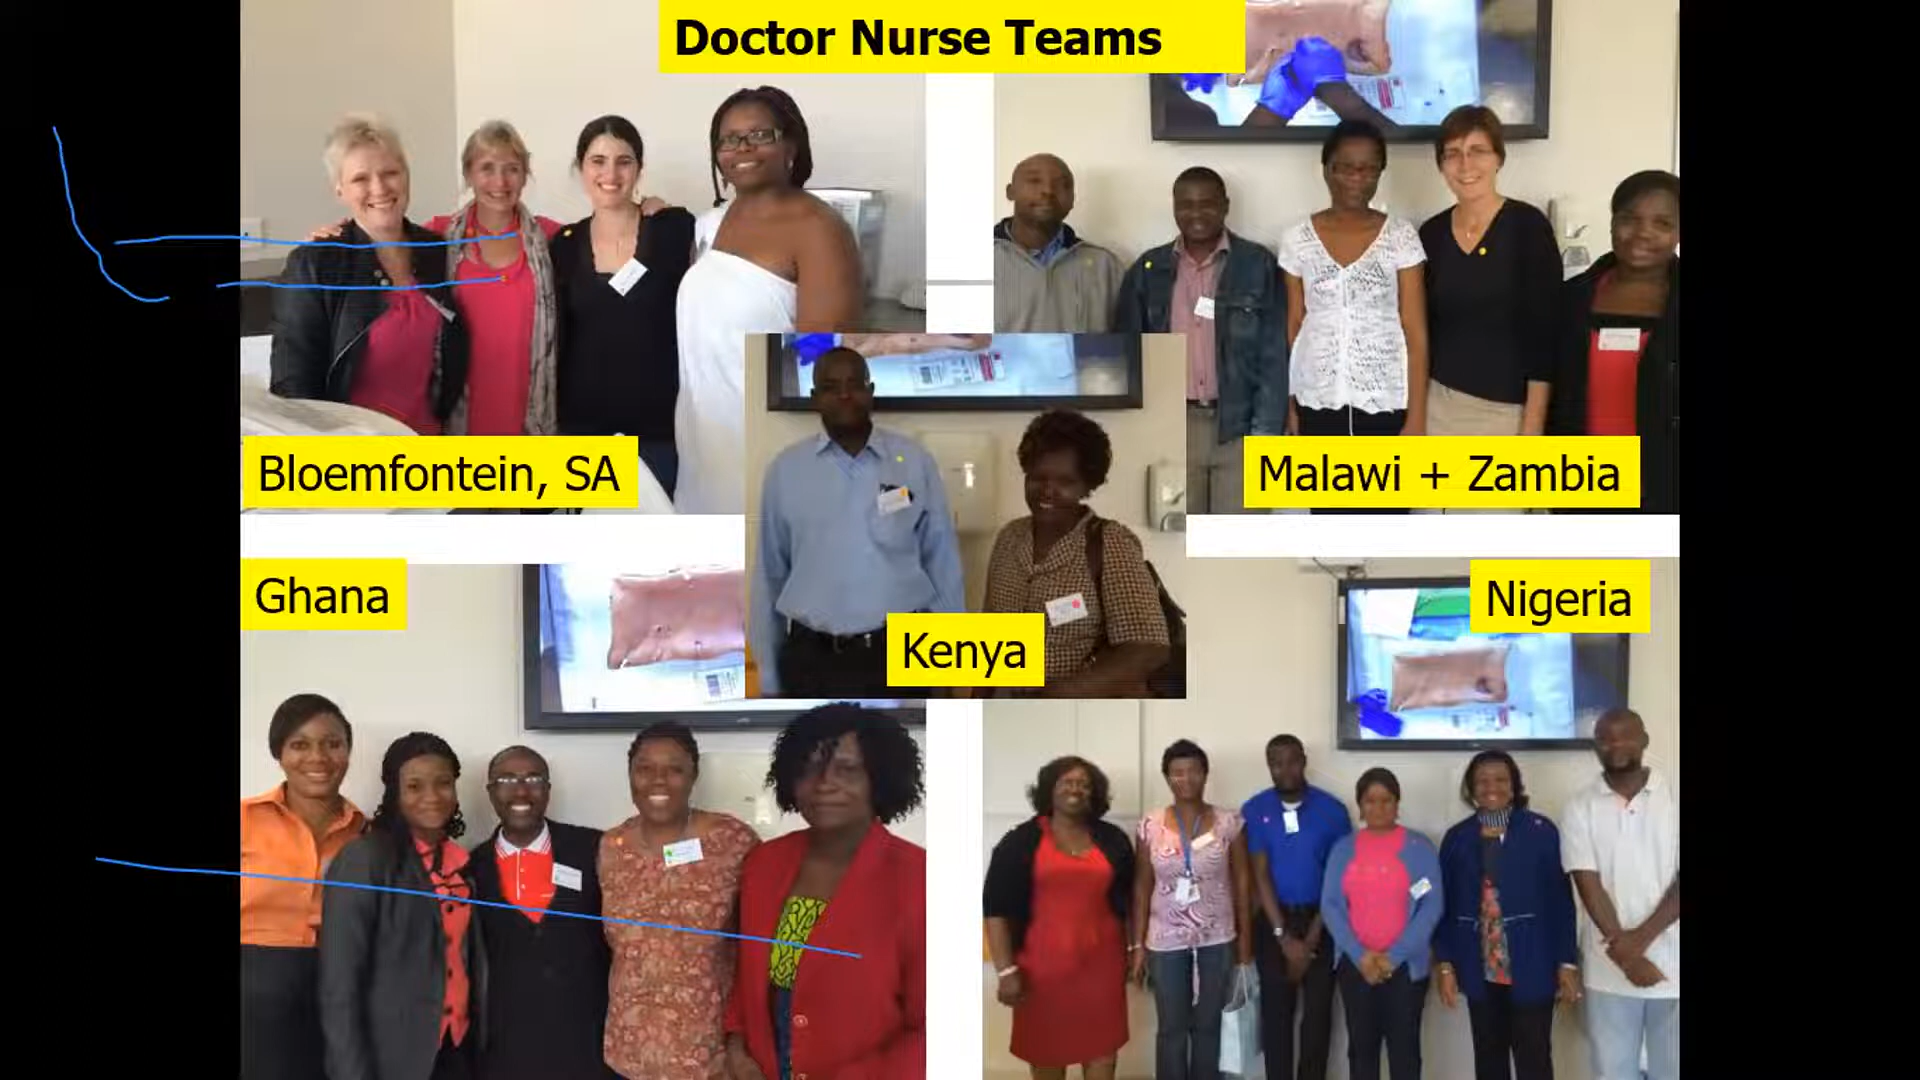 Doctor Nurse Teams
Bloemfontein, SA
Malawi + Zambia
Kenya
Ghana
Nigeria